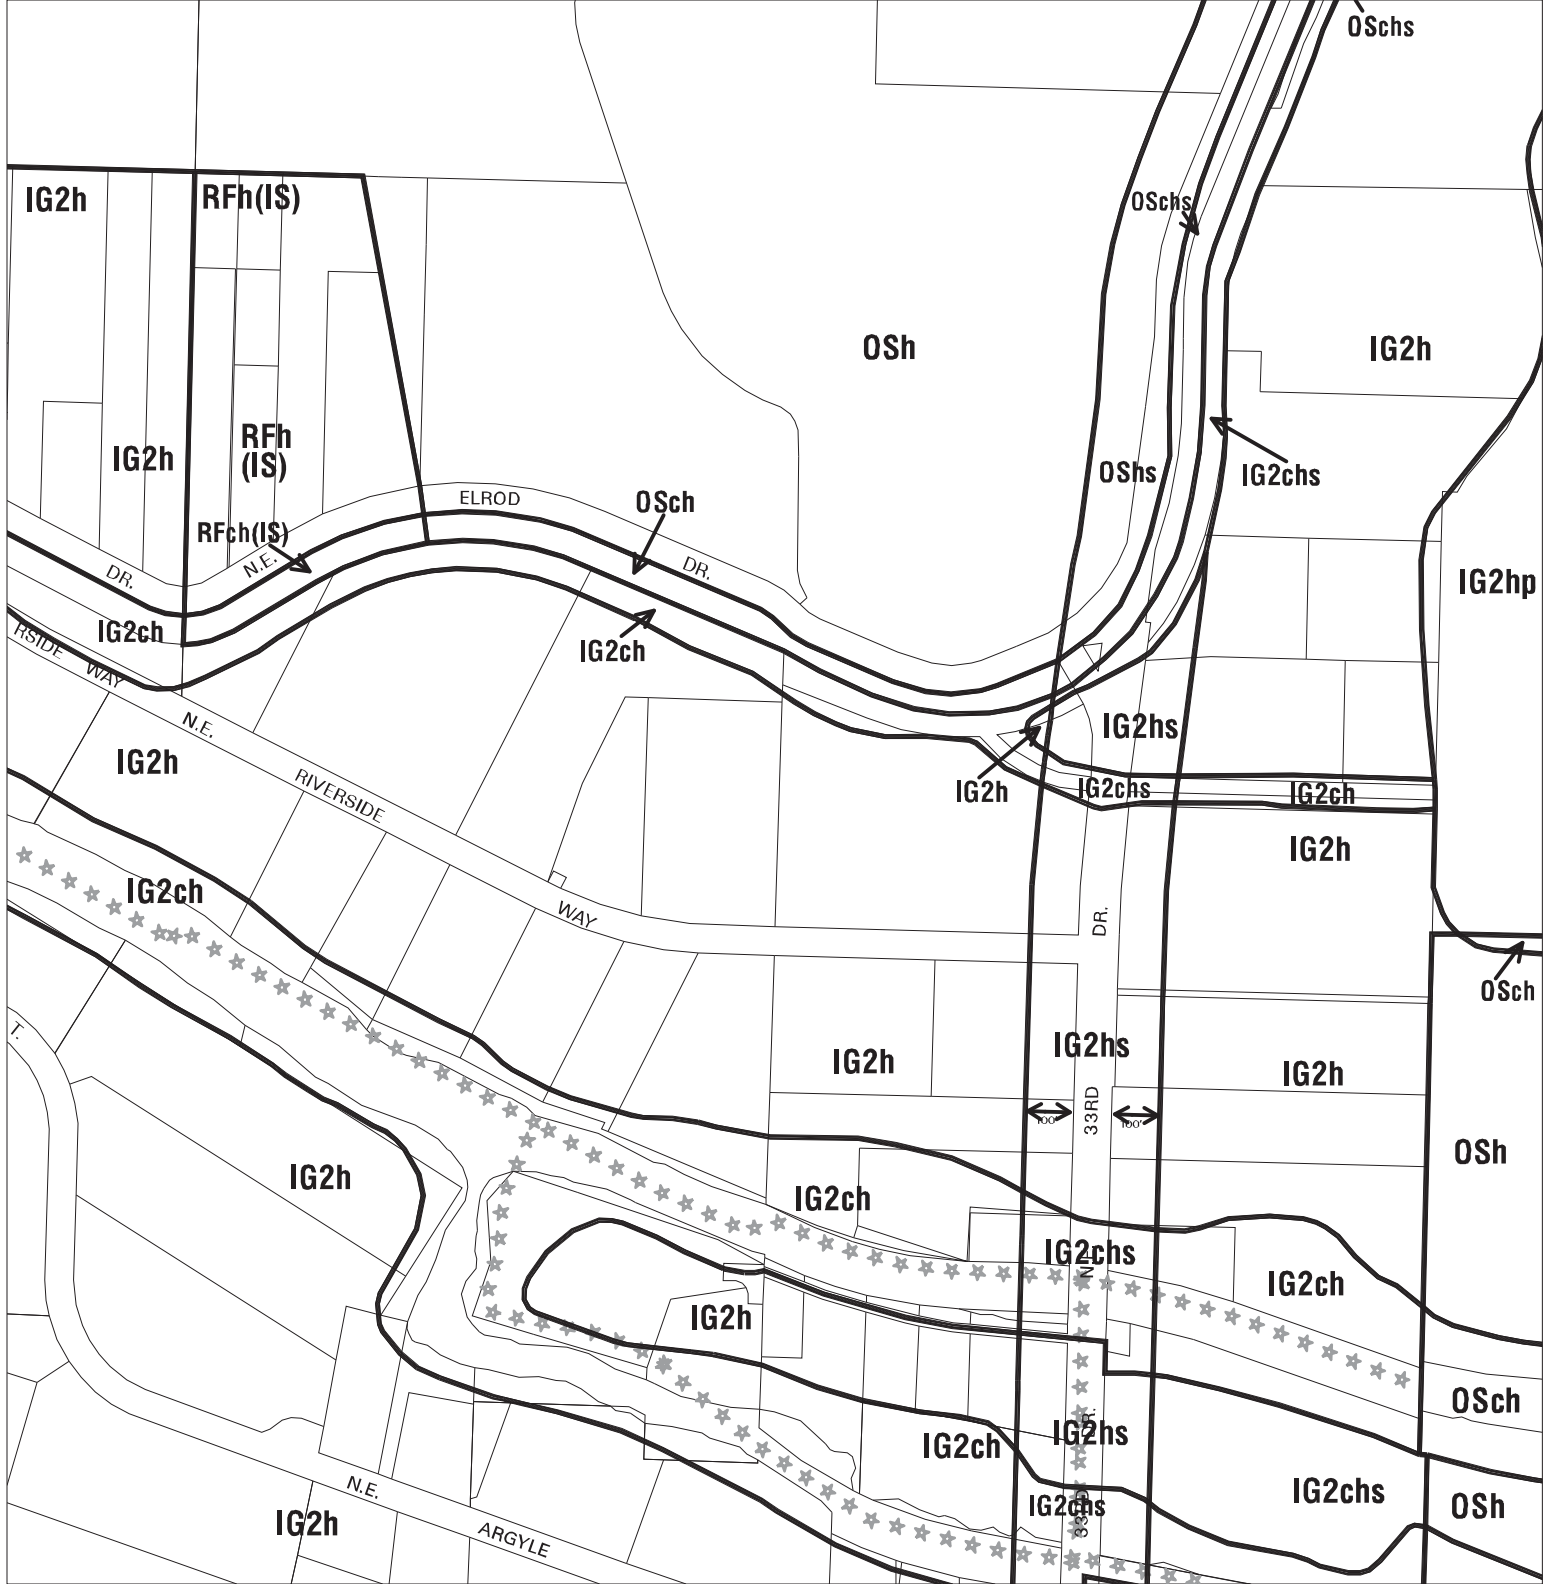 OSchs
IG2h
RFh(IS)
OSchs
OSh
IG2h
RFh
(IS)
IG2h
OShs
IG2chs
ELROD
OSch
RFch(IS)
N.E.
DR.
DR.
IG2hp
IG2ch
RSIDE WAY
IG2ch
N.E.
IG2hs
IG2h
RIVERSIDE
IG2h
IG2chs
IG2ch
IG2h
IG2ch
WAY
DR.
OSch
T.
IG2hs
IG2h
IG2h
33RD
100'
100'
OSh
IG2h
IG2ch
IG2chs
N.E.
IG2ch
IG2h
OSch
DR.
IG2hs
IG2ch
N.E.
IG2chs
IG2chs
33RD
OSh
IG2h
ARGYLE